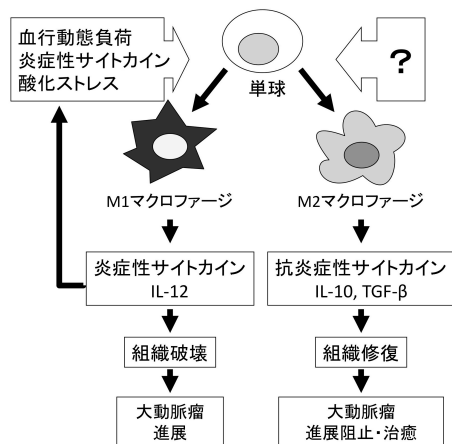 血行動態負荷
炎症性サイトカイン
酸化ストレス
単球
?
M1マクロファージ
M2マクロファージ
炎症性サイトカイン
IL-12
抗炎症性サイトカイン
IL-10, TGF-β
組織破壊
組織修復
大動脈瘤
進展
大動脈瘤
進展阻止・治癒